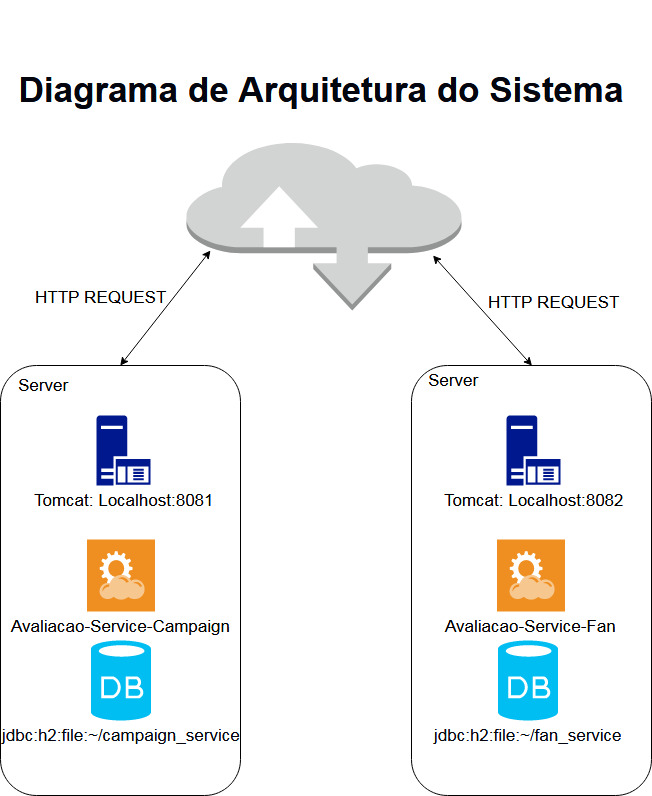 Diagrama de Arquitetura do Sistema
HTTP REQUEST
HTTP REQUEST
Server
Tomcat: Localhost:8081
Avaliacao-Service-Campaign
DB
jdbc:h2:file:~/campaign_service
Server
Tomcat: Localhost:8082
Avaliacao-Service-Fan
DB
jdbc:h2:file:~/fan_service